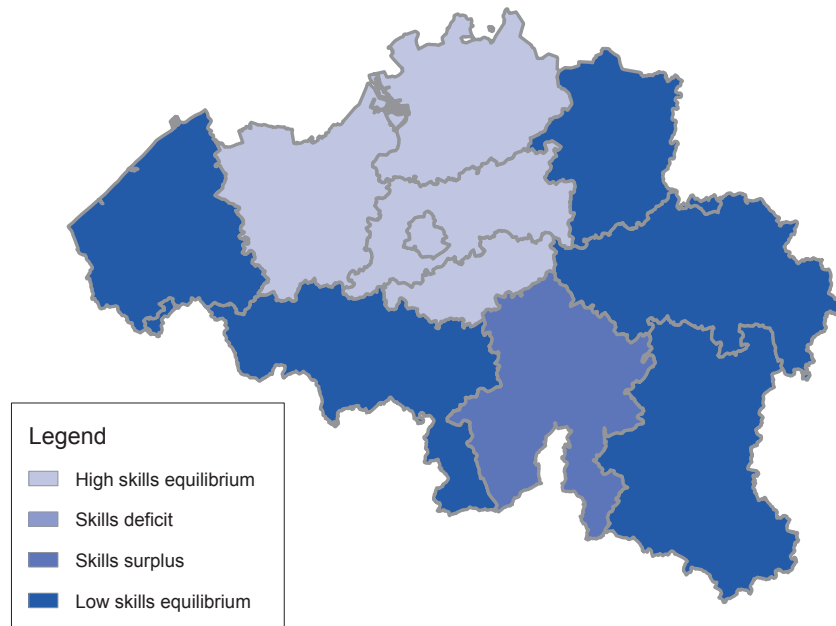 Legend
High skills equilibrium
Skills deficit
Skills surplus
Low skills equilibrium